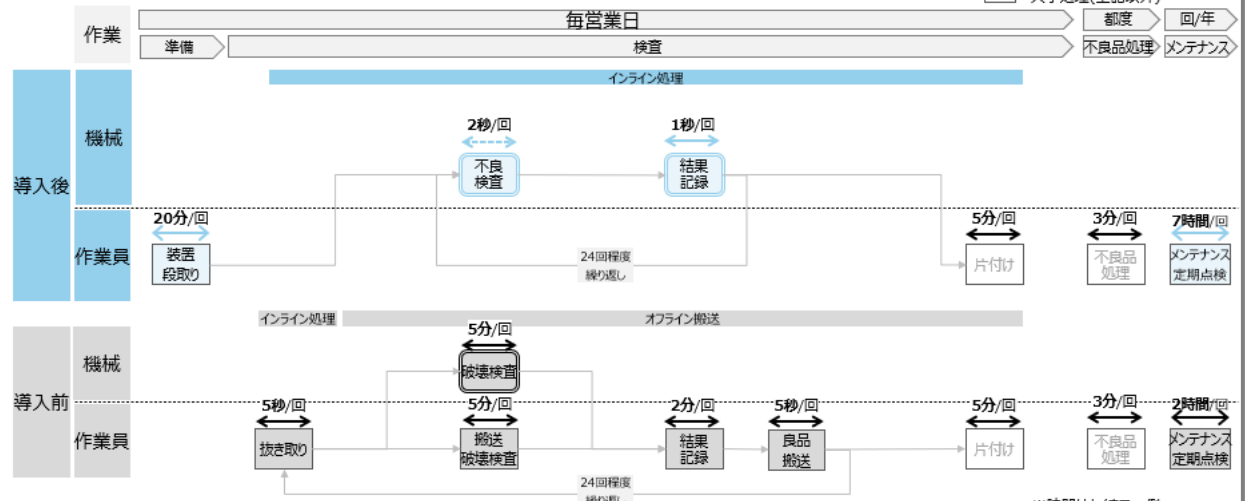 作業
毎営業日
都度
回/年
準備
検査
不良品処理
メンテナンス
インライン処理
導入後
機械
2秒/回
不良
検査
1秒/回
結果
記録
作業員
20分/回
装置
段取り
24回程度
繰り返し
5分/回
片付け
3分/回
不良品
処理
7時間/回
メンテナンス
定期点検
インライン処理
オフライン搬送
導入前
機械
5分/回
破壊検査
作業員
5秒/回
抜き取り
5分/回
搬送
破壊検査
2分/回
結果
記録
5秒/回
良品
搬送
5分/回
片付け
3分/回
不良品
処理
2時間/回
メンテナンス
定期点検
24回程度